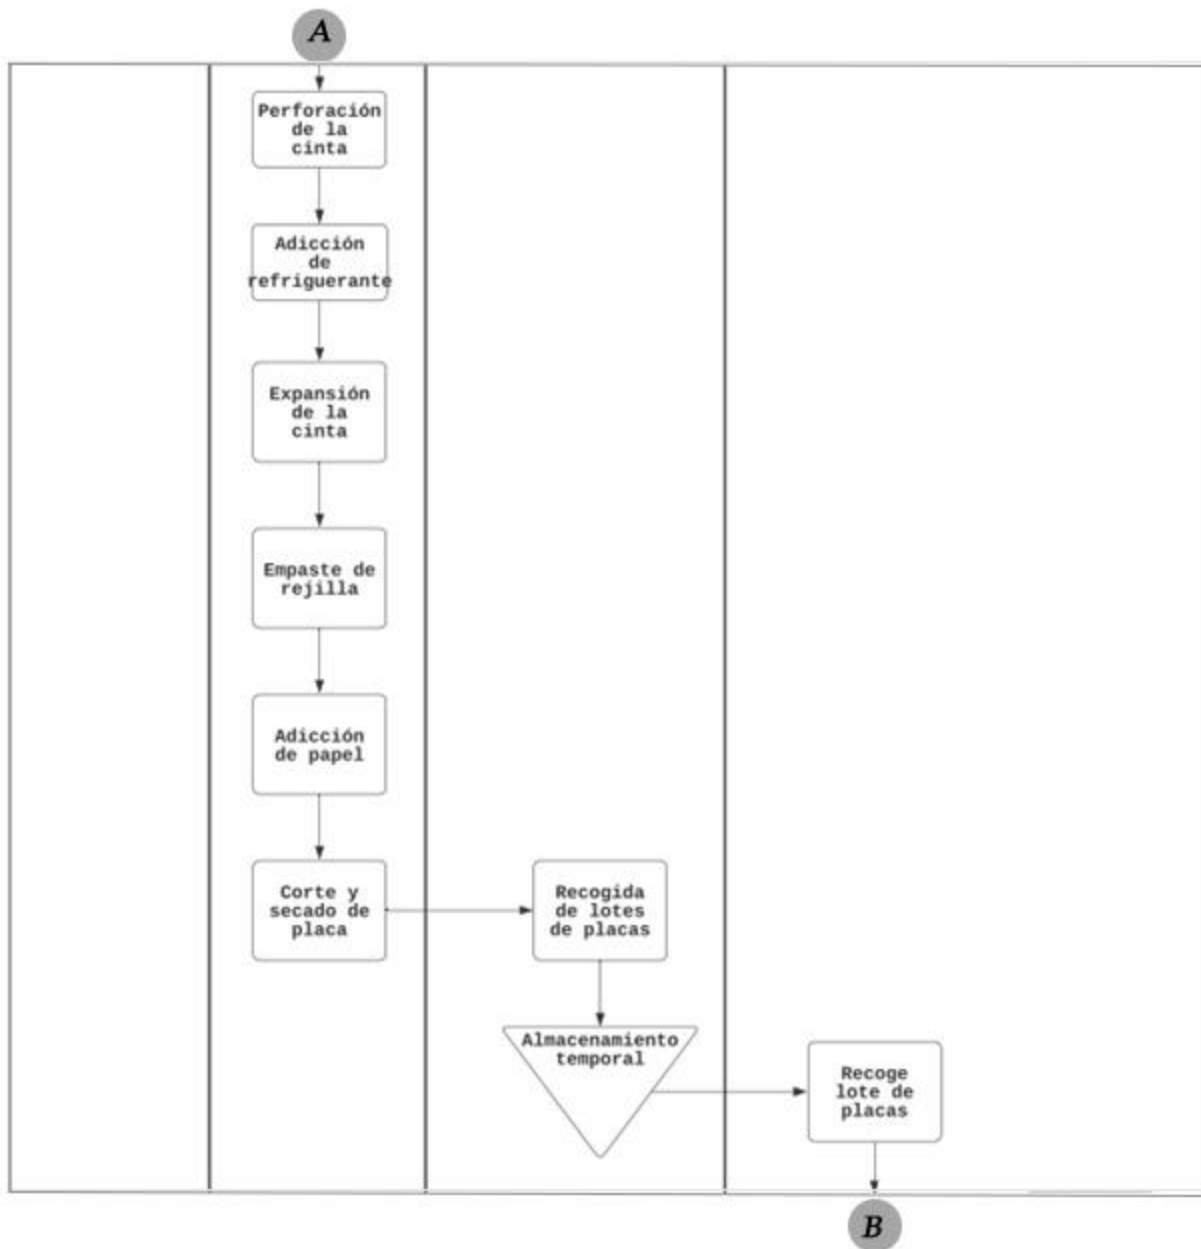 A
Perforación
de la
cinta
Adicción
de
refriguerante
Expansión
de la
cinta
Empaste de
rejilla
Adicción
de papel
Corte y
secado de
placa
Recogida
de lotes
de placas
Almacenamiento
temporal
Recoge
lote de
placas
B